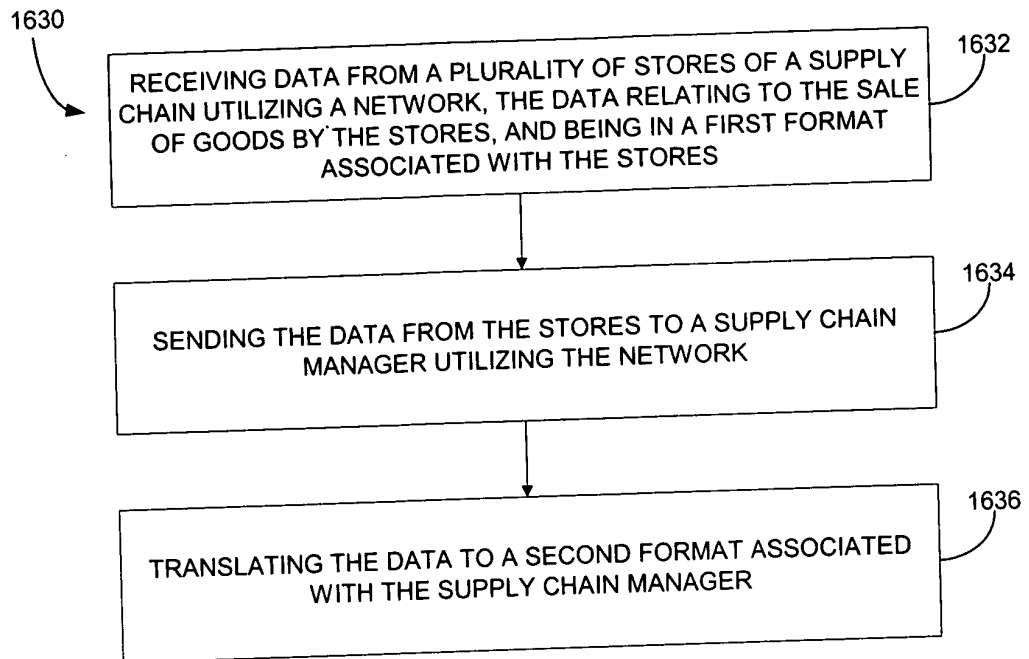 1630
1632
RECEIVING DATA FROM A PLURALITY OF STORES OF A SUPPLY
CHAIN UTILIZING A NETWORK, THE DATA RELATING TO THE SALE
OF GOODS BY THE STORES, AND BEING IN A FIRST FORMAT
ASSOCIATED WITH THE STORES
1634
SENDING THE DATA FROM THE STORES TO A SUPPLY CHAIN
MANAGER UTILIZING THE NETWORK
1636
TRANSLATING THE DATA TO A SECOND FORMAT ASSOCIATED
WITH THE SUPPLY CHAIN MANAGER